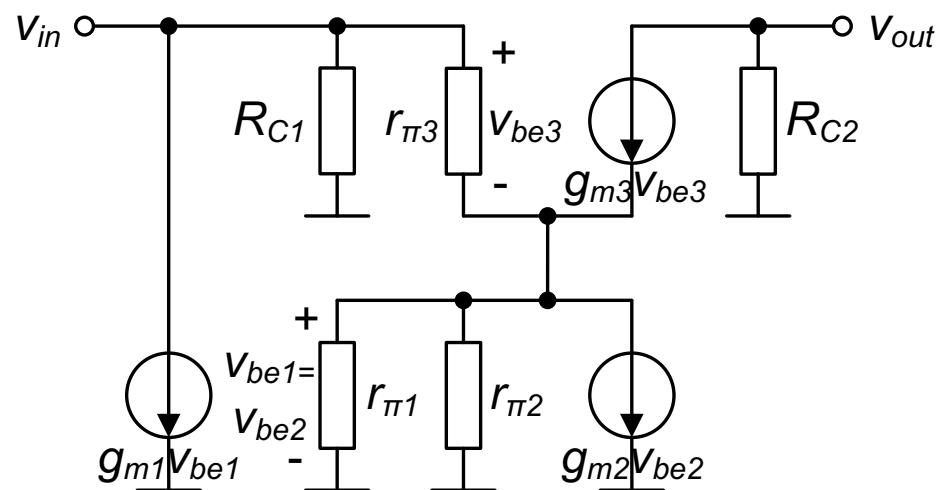 v_in
v_out
+
R_C1
r_π3
v_be3
R_C2
-
g_m3v_be3
+
v_be1=
v_be2
r_π1
r_π2
-
g_m1v_be1
g_m2v_be2